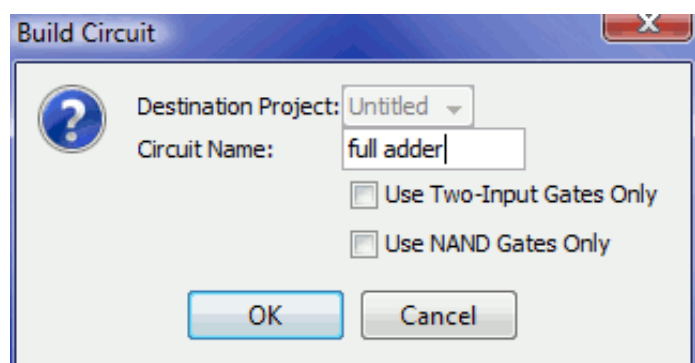 Build Circuit
Destination Project: Untitled
Circuit Name: full adder
Use Two-Input Gates Only
Use NAND Gates Only
OK Cancel